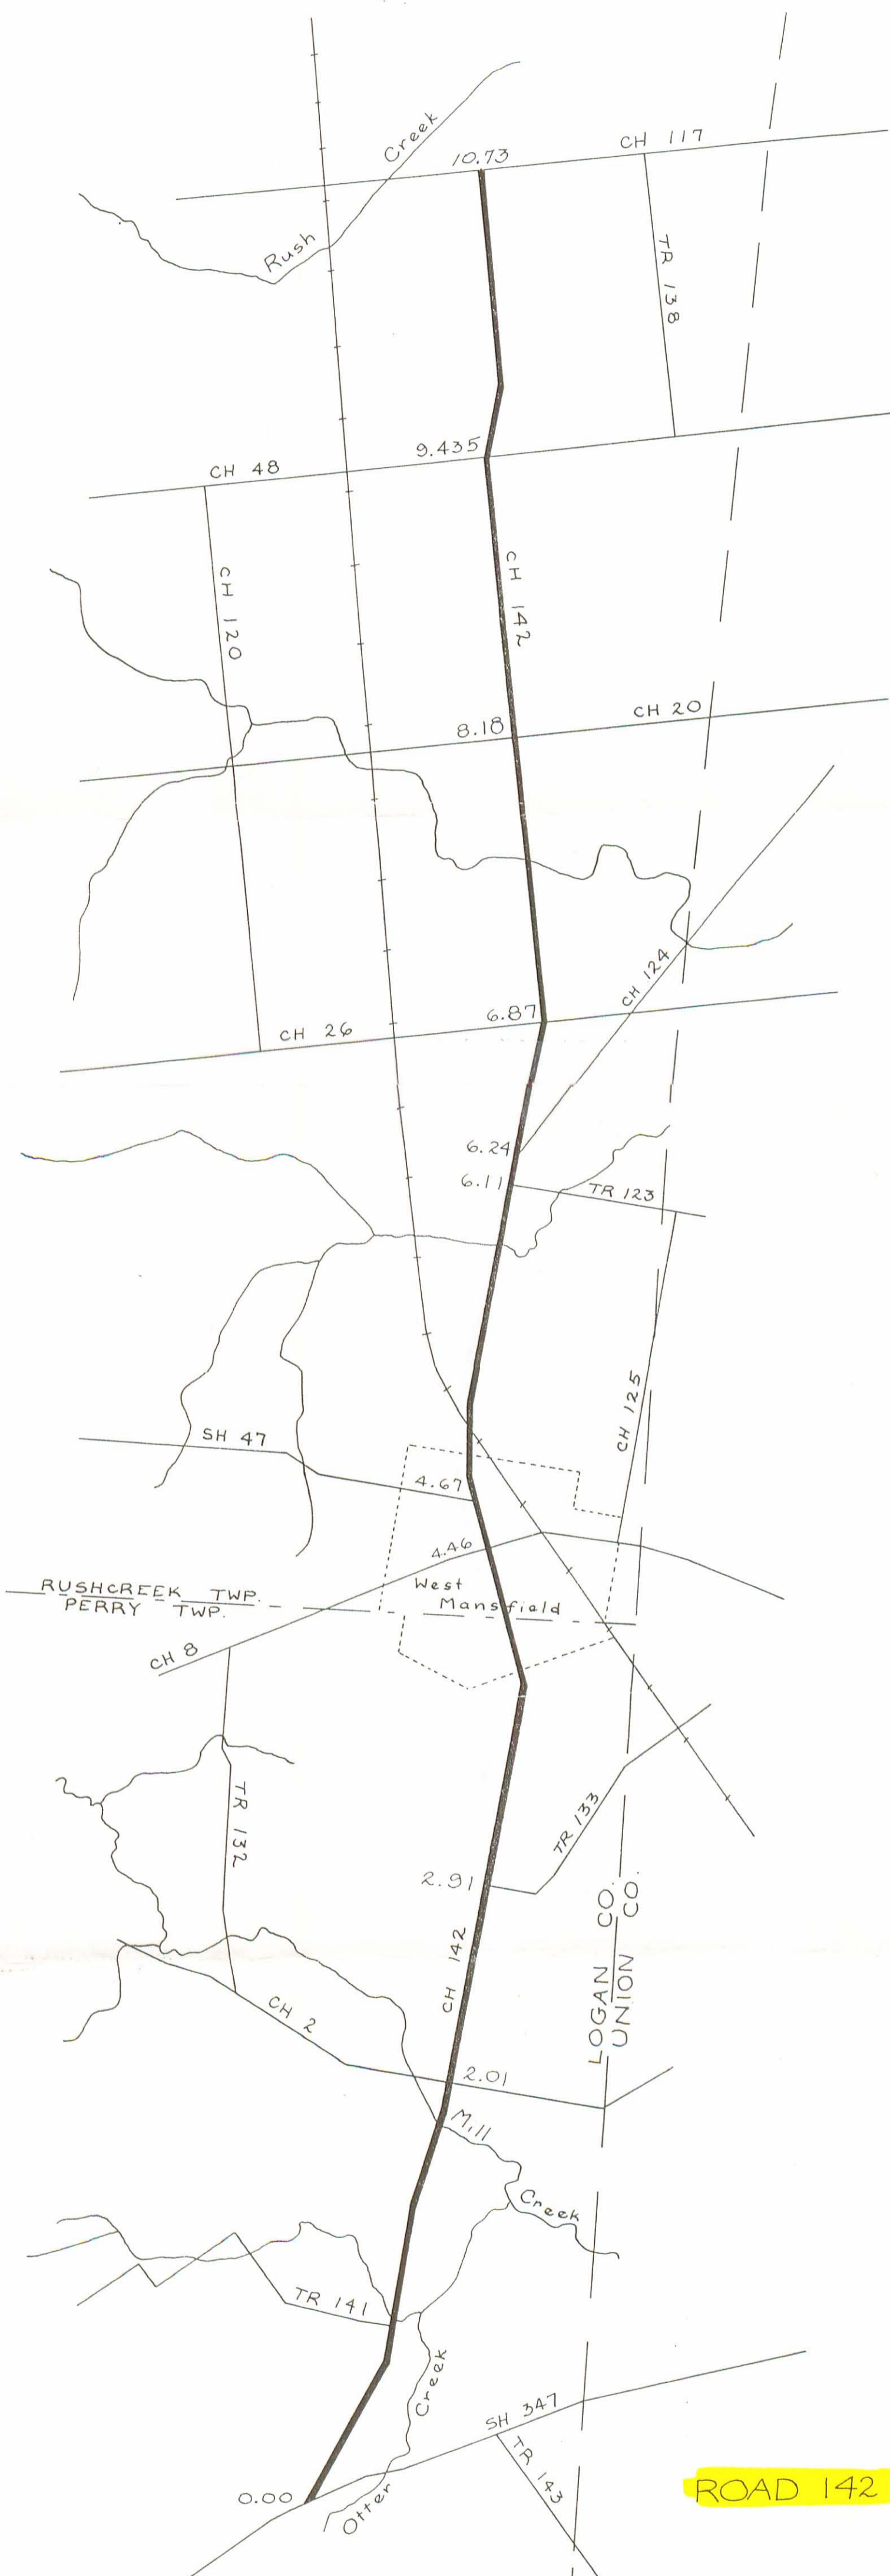 Rush Creek
10.73
CH 117
TR 138
9.435
CH 48
CH 120
CH 142
8.18
CH 20
CH 124
6.87
CH 26
6.24
6.11
TR 123
CH 125
SH 47
4.67
4.46
RUSHCREEK TWP.
PERRY TWP.
West
Mansfield
CH 8
TR 132
TR 133
2.91
LOGAN CO.
UNION CO.
CH 142
CH 2
2.01
Mill
Creek
TR 141
Otter Creek
SH 347
TR 143
0.00
ROAD 142